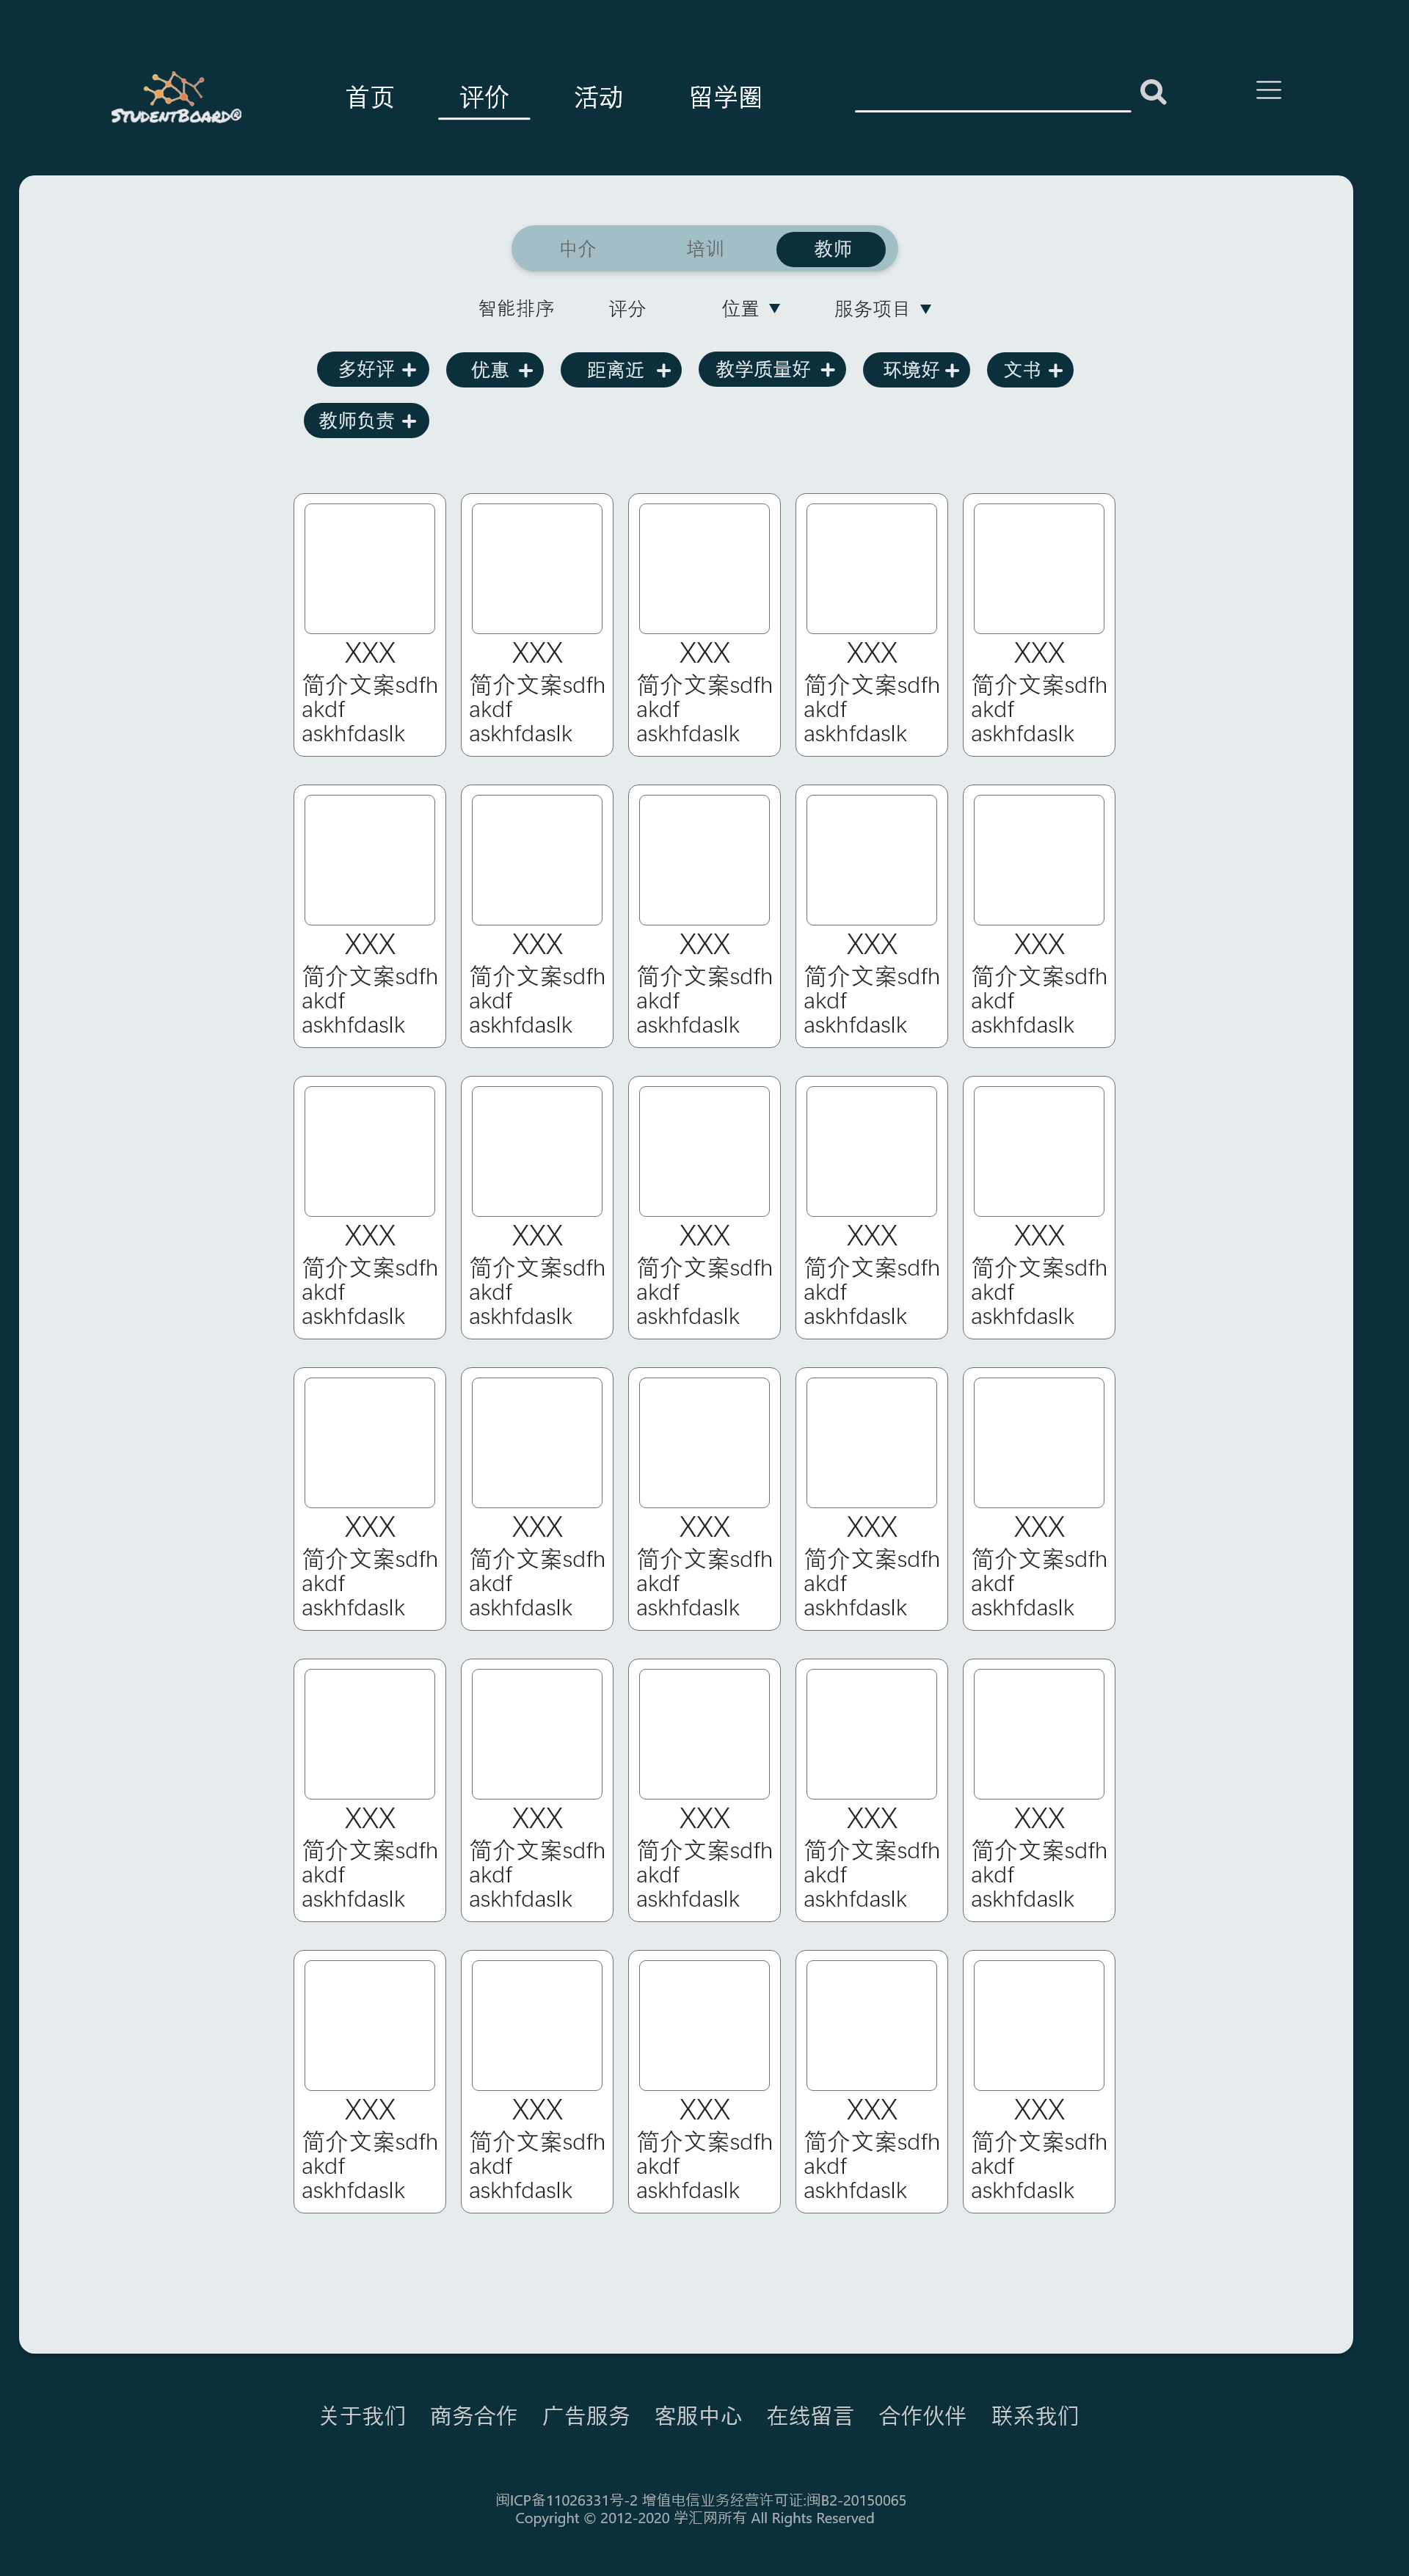 STUDENTBOARD®
首页 评价 活动 留学圈
中介 培训 教师
智能排序 评分 位置 ▼ 服务项目 ▼
多好评 + 优惠 + 距离近 + 教学质量好 + 环境好 + 文书 +
教师负责 +
XXX XXX XXX XXX XXX
简介文案sdfh 简介文案sdfh 简介文案sdfh 简介文案sdfh 简介文案sdfh
akdf akdf akdf akdf akdf
askhfdaslk askhfdaslk askhfdaslk askhfdaslk askhfdaslk
XXX XXX XXX XXX XXX
简介文案sdfh 简介文案sdfh 简介文案sdfh 简介文案sdfh 简介文案sdfh
akdf akdf akdf akdf akdf
askhfdaslk askhfdaslk askhfdaslk askhfdaslk askhfdaslk
XXX XXX XXX XXX XXX
简介文案sdfh 简介文案sdfh 简介文案sdfh 简介文案sdfh 简介文案sdfh
akdf akdf akdf akdf akdf
askhfdaslk askhfdaslk askhfdaslk askhfdaslk askhfdaslk
XXX XXX XXX XXX XXX
简介文案sdfh 简介文案sdfh 简介文案sdfh 简介文案sdfh 简介文案sdfh
akdf akdf akdf akdf akdf
askhfdaslk askhfdaslk askhfdaslk askhfdaslk askhfdaslk
XXX XXX XXX XXX XXX
简介文案sdfh 简介文案sdfh 简介文案sdfh 简介文案sdfh 简介文案sdfh
akdf akdf akdf akdf akdf
askhfdaslk askhfdaslk askhfdaslk askhfdaslk askhfdaslk
XXX XXX XXX XXX XXX
简介文案sdfh 简介文案sdfh 简介文案sdfh 简介文案sdfh 简介文案sdfh
akdf akdf akdf akdf akdf
askhfdaslk askhfdaslk askhfdaslk askhfdaslk askhfdaslk
关于我们 商务合作 广告服务 客服中心 在线留言 合作伙伴 联系我们
闽ICP备11026331号-2 增值电信业务经营许可证:闽B2-20150065
Copyright © 2012-2020 学汇网所有 All Rights Reserved